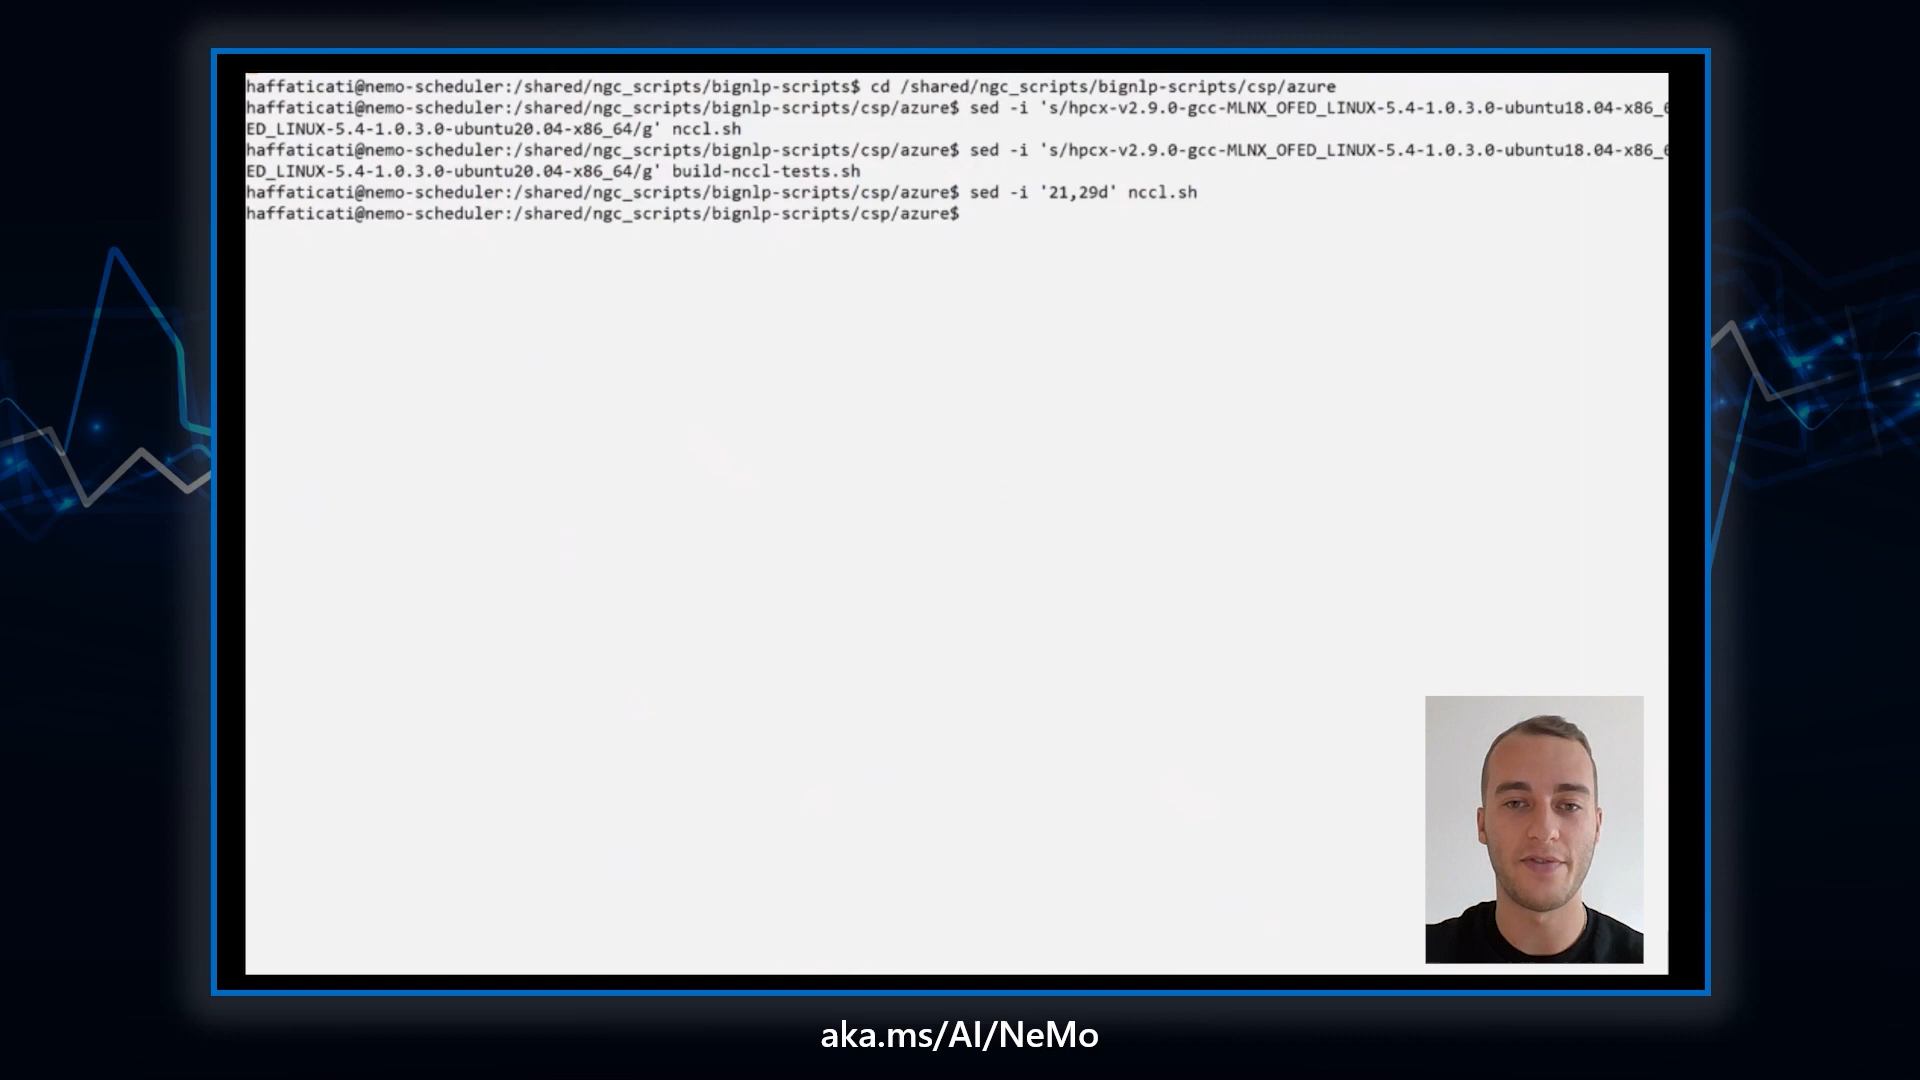 haffaticati@nemo-scheduler:/shared/ngc_scripts/bignlp-scripts$ cd /shared/ngc_scripts/bignlp-scripts/csp/azure
haffaticati@nemo-scheduler:/shared/ngc_scripts/bignlp-scripts/csp/azure$ sed -i 's/hpcx-v2.9.0-gcc-MLNX_OFED_LINUX-5.4-1.0.3.0-ubuntu18.04-x86_6
ED_LINUX-5.4-1.0.3.0-ubuntu20.04-x86_64/g' nccl.sh
haffaticati@nemo-scheduler:/shared/ngc_scripts/bignlp-scripts/csp/azure$ sed -i 's/hpcx-v2.9.0-gcc-MLNX_OFED_LINUX-5.4-1.0.3.0-ubuntu18.04-x86_6
ED_LINUX-5.4-1.0.3.0-ubuntu20.04-x86_64/g' build-nccl-tests.sh
haffaticati@nemo-scheduler:/shared/ngc_scripts/bignlp-scripts/csp/azure$ sed -i '21,29d' nccl.sh
haffaticati@nemo-scheduler:/shared/ngc_scripts/bignlp-scripts/csp/azure$
aka.ms/AI/NeMo